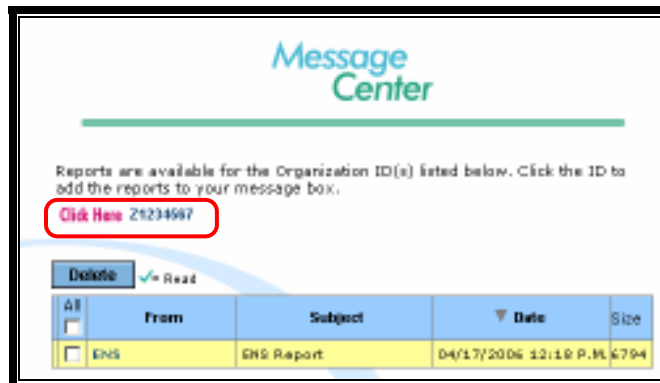 Message
Center
Reports are available for the Organization ID(s) listed below. Click the ID to
add the reports to your message box.
Click Here Z1234567
Delete ✓= Read
All From Subject ▼ Date Size
ENS ENS Report 04/17/2006 12:18 P.M. 6794